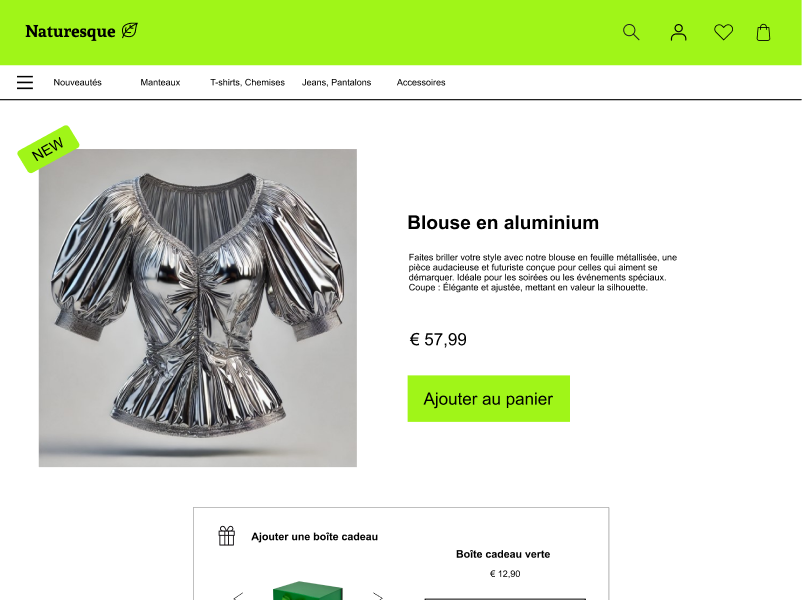 Naturesque
Nouveautés
Manteaux
T-shirts, Chemises
Jeans, Pantalons
Accessoires
NEW
Blouse en aluminium
Faites briller votre style avec notre blouse en feuille métallisée, une
pièce audacieuse et futuriste conçue pour celles qui aiment se
démarquer. Idéale pour les soirées ou les événements spéciaux.
Coupe : Élégante et ajustée, mettant en valeur la silhouette.
€ 57,99
Ajouter au panier
Ajouter une boîte cadeau
Boîte cadeau verte
€ 12,90